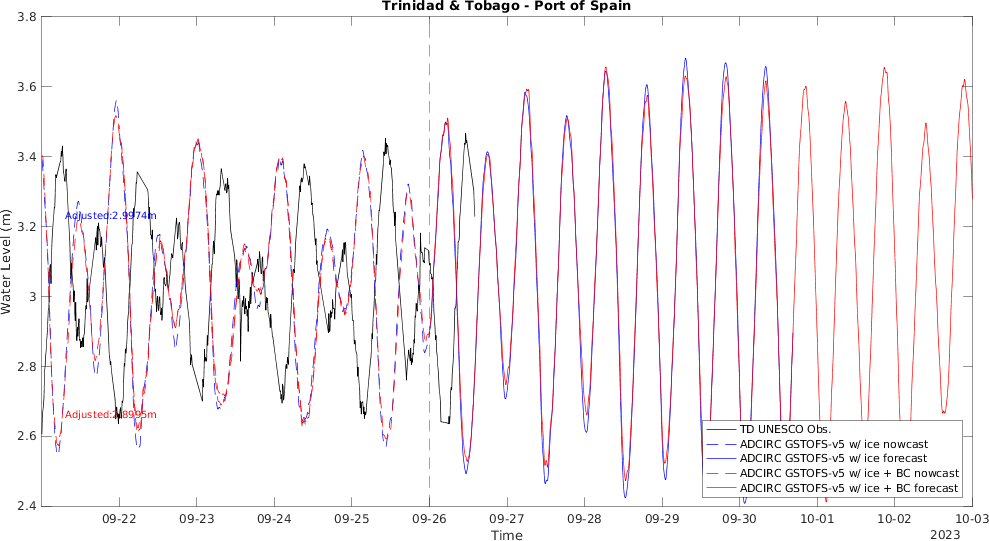 Trinidad & Tobago - Port of Spain
3.8
3.6
3.4
3.2
3
2.8
2.6
2.4
Water Level (m)
Adjusted:2.9974m
Adjusted:2.8995m
TD UNESCO Obs.
ADCIRC GSTOFS-v5 w/ ice nowcast
ADCIRC GSTOFS-v5 w/ ice forecast
ADCIRC GSTOFS-v5 w/ ice + BC nowcast
ADCIRC GSTOFS-v5 w/ ice + BC forecast
09-22 09-23 09-24 09-25 09-26 09-27 09-28 09-29 09-30 10-01 10-02 10-03
Time
2023